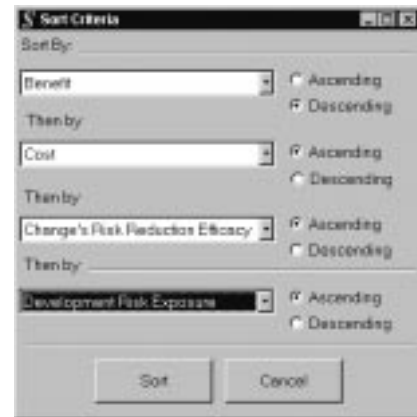 Sort Criteria
Sort By:
Benefit
Ascending
Descending
Then by
Cost
Ascending
Descending
Then by
Change's Risk Reduction Efficacy
Ascending
Descending
Then by:
Development Risk Exposure
Ascending
Descending
Sort
Cancel